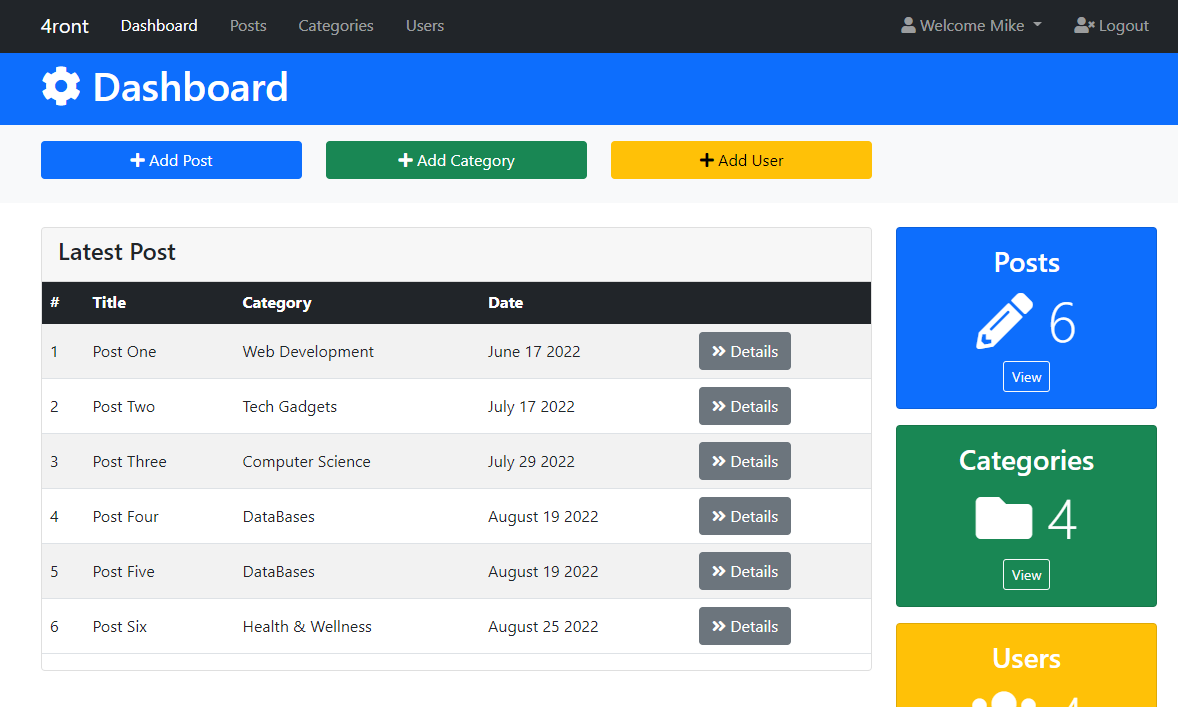 4ront Dashboard Posts Categories Users Welcome Mike Logout
Dashboard
Add Post Add Category Add User
Latest Post
# Title Category Date
1 Post One Web Development June 17 2022 Details
2 Post Two Tech Gadgets July 17 2022 Details
3 Post Three Computer Science July 29 2022 Details
4 Post Four DataBases August 19 2022 Details
5 Post Five DataBases August 19 2022 Details
6 Post Six Health & Wellness August 25 2022 Details
Posts
6
View
Categories
4
View
Users